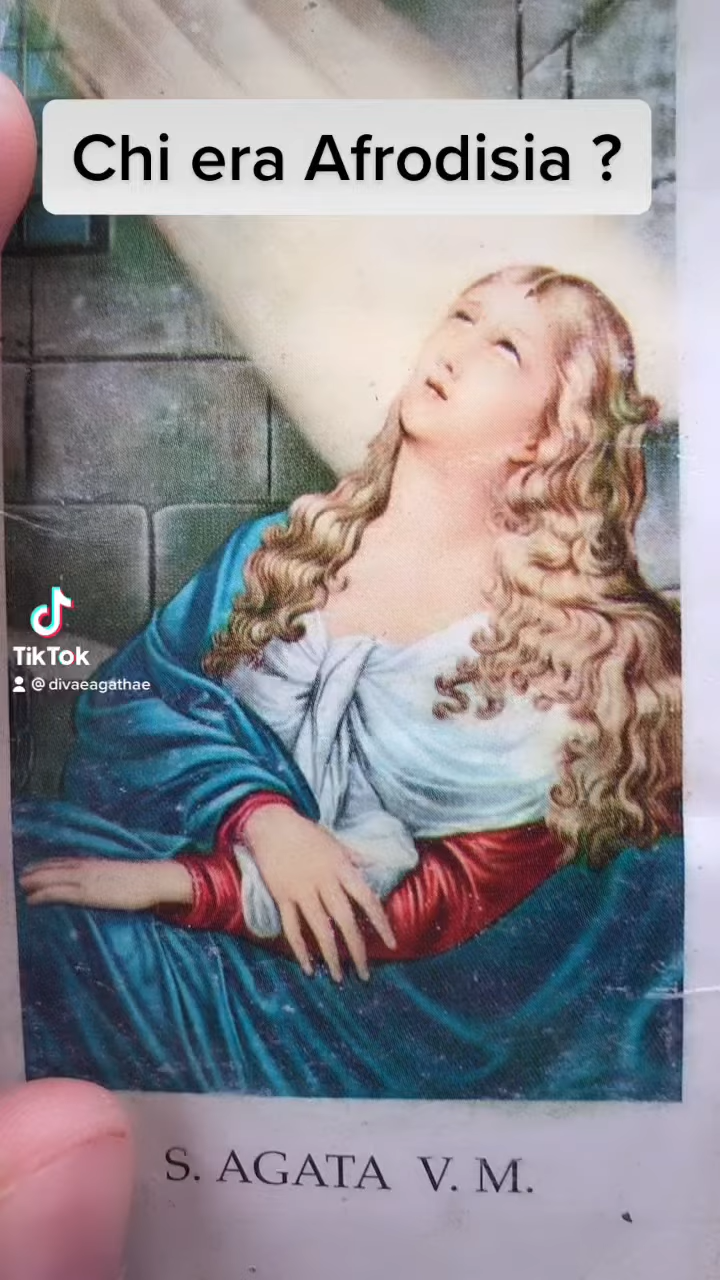 Chi era Afrodisia ?
TikTok
@divaeagathae
S. AGATA V. M.